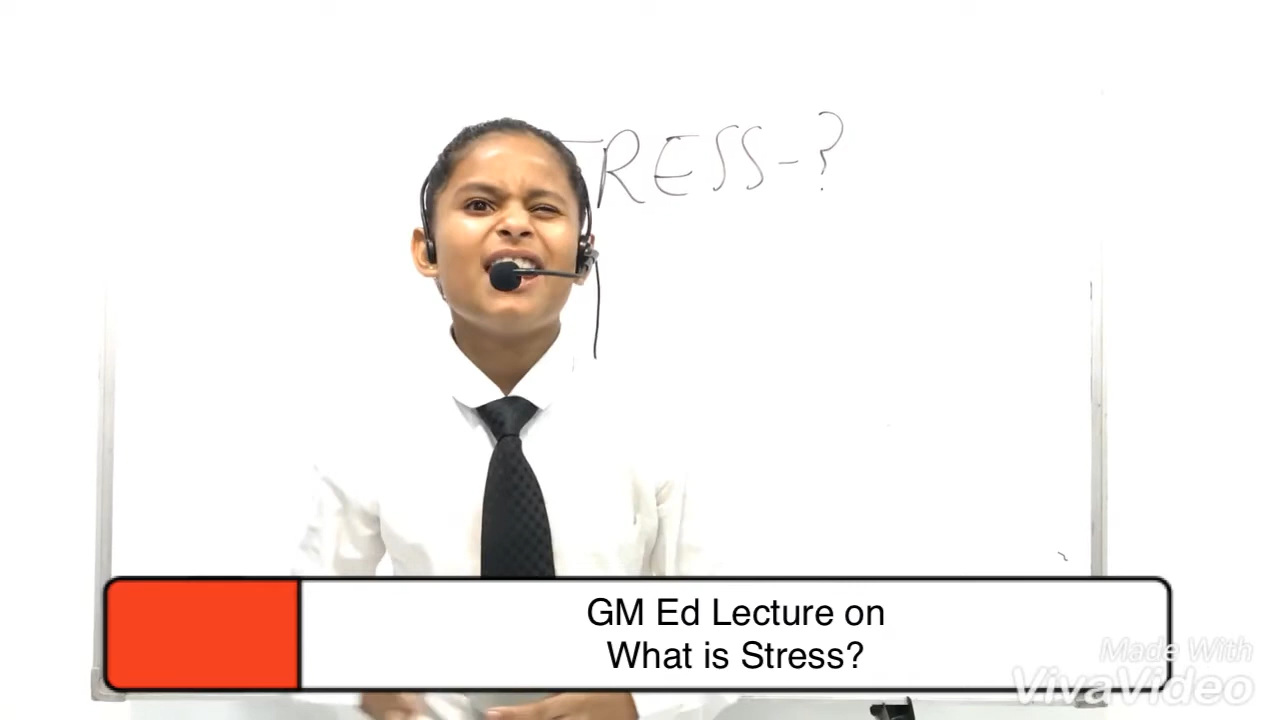 TRESS-?
GM Ed Lecture on
What is Stress?
Made With
VivaVideo